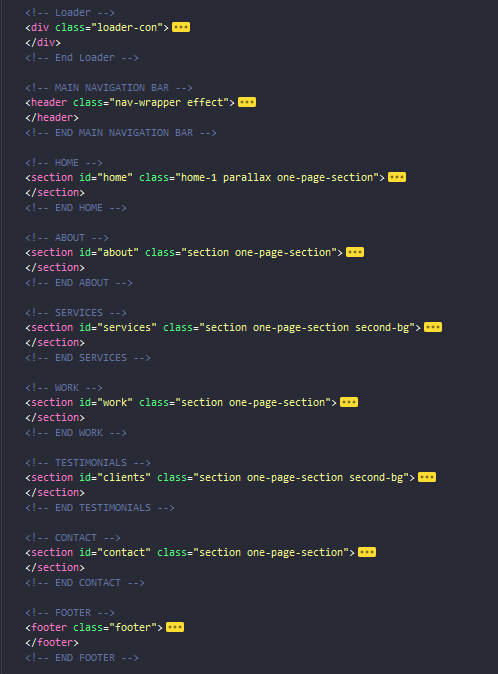 <!-- Loader -->
<div class="loader-con">
</div>
<!-- End Loader -->
<!-- MAIN NAVIGATION BAR -->
<header class="nav-wrapper effect">
</header>
<!-- END MAIN NAVIGATION BAR -->
<!-- HOME -->
<section id="home" class="home-1 parallax one-page-section">
</section>
<!-- END HOME -->
<!-- ABOUT -->
<section id="about" class="section one-page-section">
</section>
<!-- END ABOUT -->
<!-- SERVICES -->
<section id="services" class="section one-page-section second-bg">
</section>
<!-- END SERVICES -->
<!-- WORK -->
<section id="work" class="section one-page-section">
</section>
<!-- END WORK -->
<!-- TESTIMONIALS -->
<section id="clients" class="section one-page-section second-bg">
</section>
<!-- END TESTIMONIALS -->
<!-- CONTACT -->
<section id="contact" class="section one-page-section">
</section>
<!-- END CONTACT -->
<!-- FOOTER -->
<footer class="footer">
</footer>
<!-- END FOOTER -->